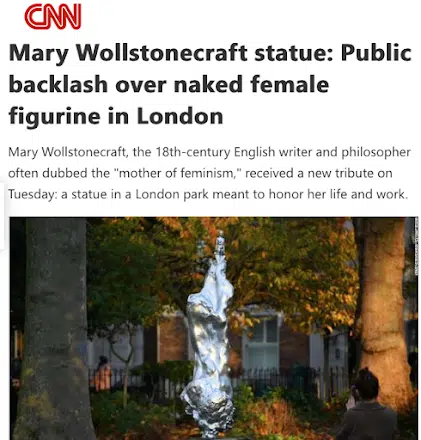 CNN
Mary Wollstonecraft statue: Public
backlash over naked female
figurine in London
Mary Wollstonecraft, the 18th-century English writer and philosopher
often dubbed the "mother of feminism," received a new tribute on
Tuesday: a statue in a London park meant to honor her life and work.